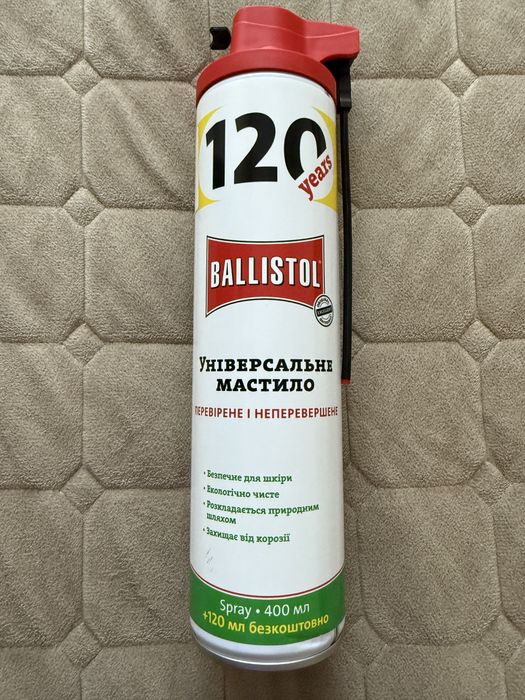 120
years
BALLISTOL
УНІВЕРСАЛЬНЕ
МАСТИЛО
ПЕРЕВІРЕНЕ І НЕПЕРЕВЕРШЕНЕ
• Безпечне для шкіри
• Екологічно чисте
• Розкладається природним
шляхом
• Захищає від корозії
Spray • 400 мл
+120 мл безкоштовно